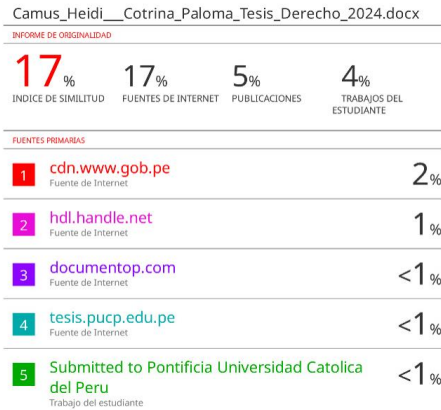 Camus_Heidi___Cotrina_Paloma_Tesis_Derecho_2024.docx
INFORME DE ORIGINALIDAD
17% 17% 5% 4%
INDICE DE SIMILITUD FUENTES DE INTERNET PUBLICACIONES TRABAJOS DEL
ESTUDIANTE
FUENTES PRIMARIAS
1 cdn.www.gob.pe 2%
Fuente de Internet
2 hdl.handle.net 1%
Fuente de Internet
3 documentop.com <1%
Fuente de Internet
4 tesis.pucp.edu.pe <1%
Fuente de Internet
5 Submitted to Pontificia Universidad Catolica <1%
del Peru
Trabajo del estudiante